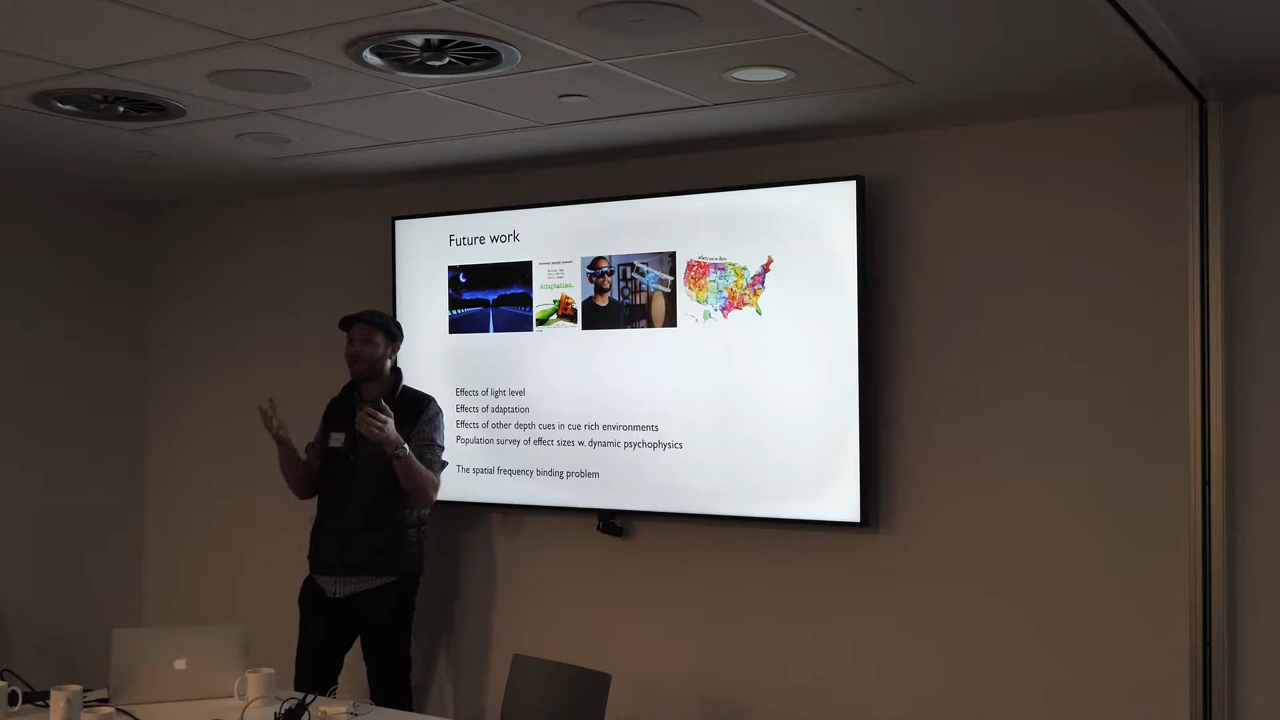 Future work
Adaptation.
Effects of light level
Effects of adaptation
Effects of other depth cues in cue rich environments
Population survey of effect sizes w. dynamic psychophysics
The spatial frequency binding problem